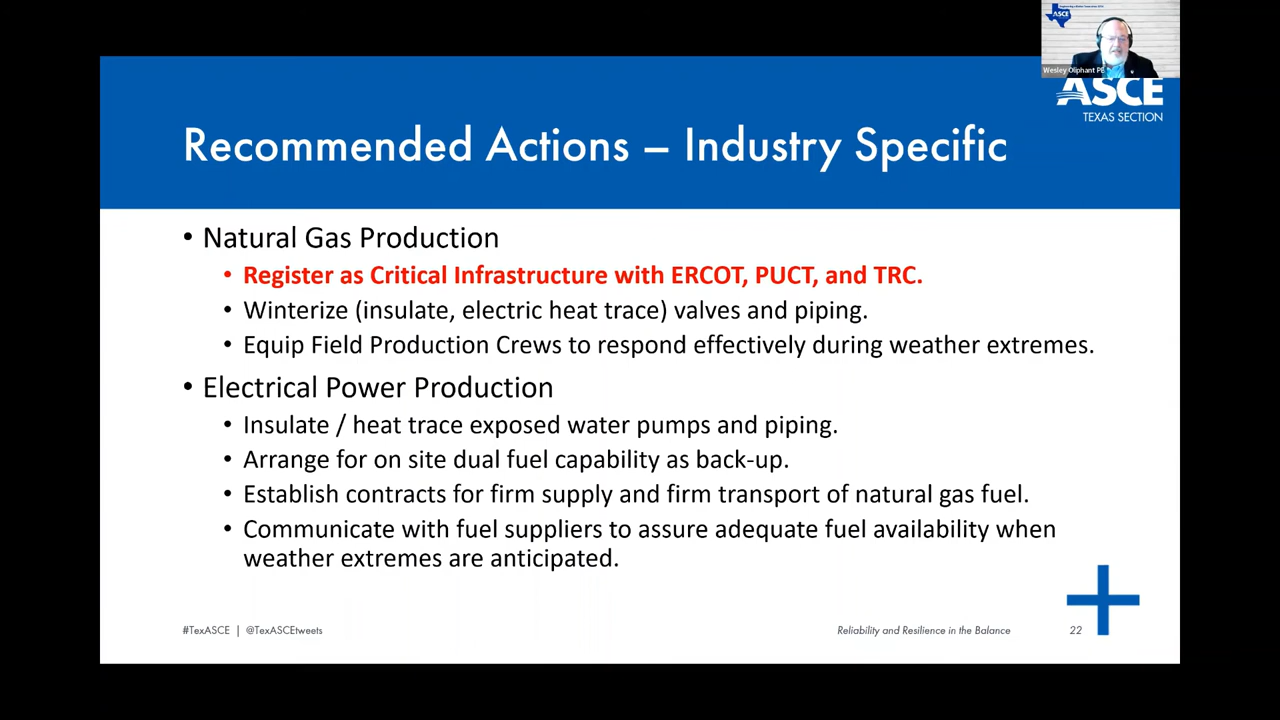 ASCE
Wesley Oliphant PE
ASCE
TEXAS SECTION
Recommended Actions – Industry Specific
• Natural Gas Production
• Register as Critical Infrastructure with ERCOT, PUCT, and TRC.
• Winterize (insulate, electric heat trace) valves and piping.
• Equip Field Production Crews to respond effectively during weather extremes.
• Electrical Power Production
• Insulate / heat trace exposed water pumps and piping.
• Arrange for on site dual fuel capability as back-up.
• Establish contracts for firm supply and firm transport of natural gas fuel.
• Communicate with fuel suppliers to assure adequate fuel availability when
weather extremes are anticipated.
#TexASCE | @TexASCEtweets
Reliability and Resilience in the Balance
22